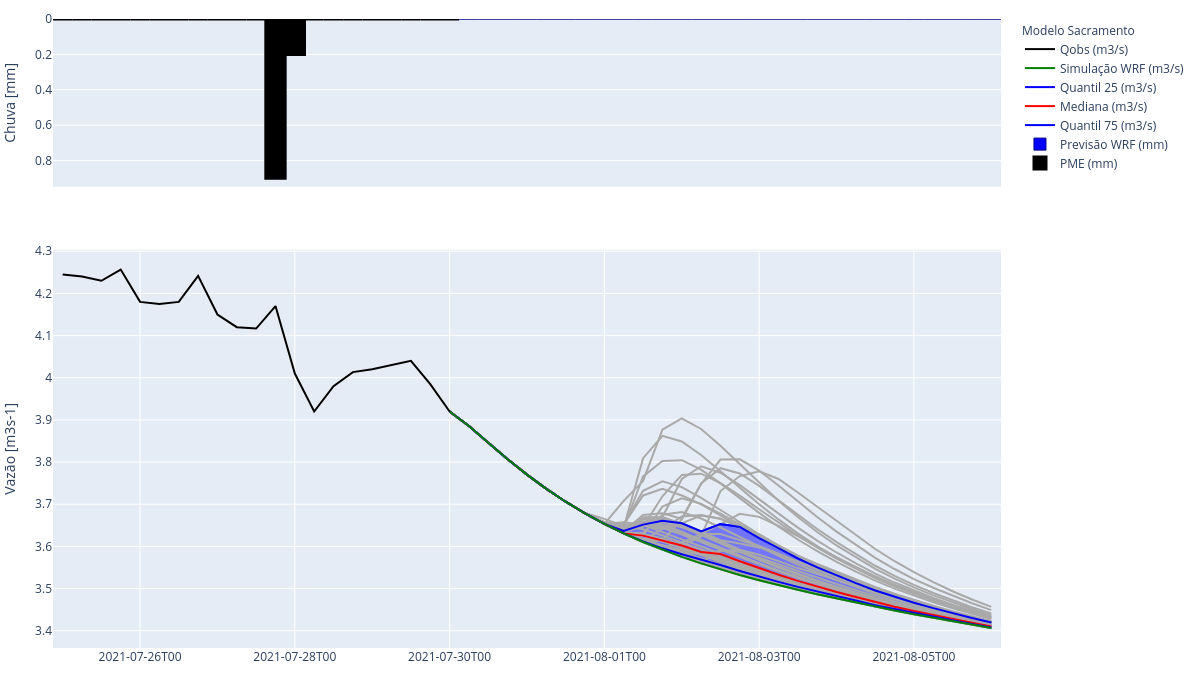 0
0.2
0.4
0.6
0.8
Chuva [mm]
Modelo Sacramento
Qobs (m3/s)
Simulação WRF (m3/s)
Quantil 25 (m3/s)
Mediana (m3/s)
Quantil 75 (m3/s)
Previsão WRF (mm)
PME (mm)
4.3
4.2
4.1
4
3.9
3.8
3.7
3.6
3.5
3.4
Vazão [m3s-1]
2021-07-26T00
2021-07-28T00
2021-07-30T00
2021-08-01T00
2021-08-03T00
2021-08-05T00